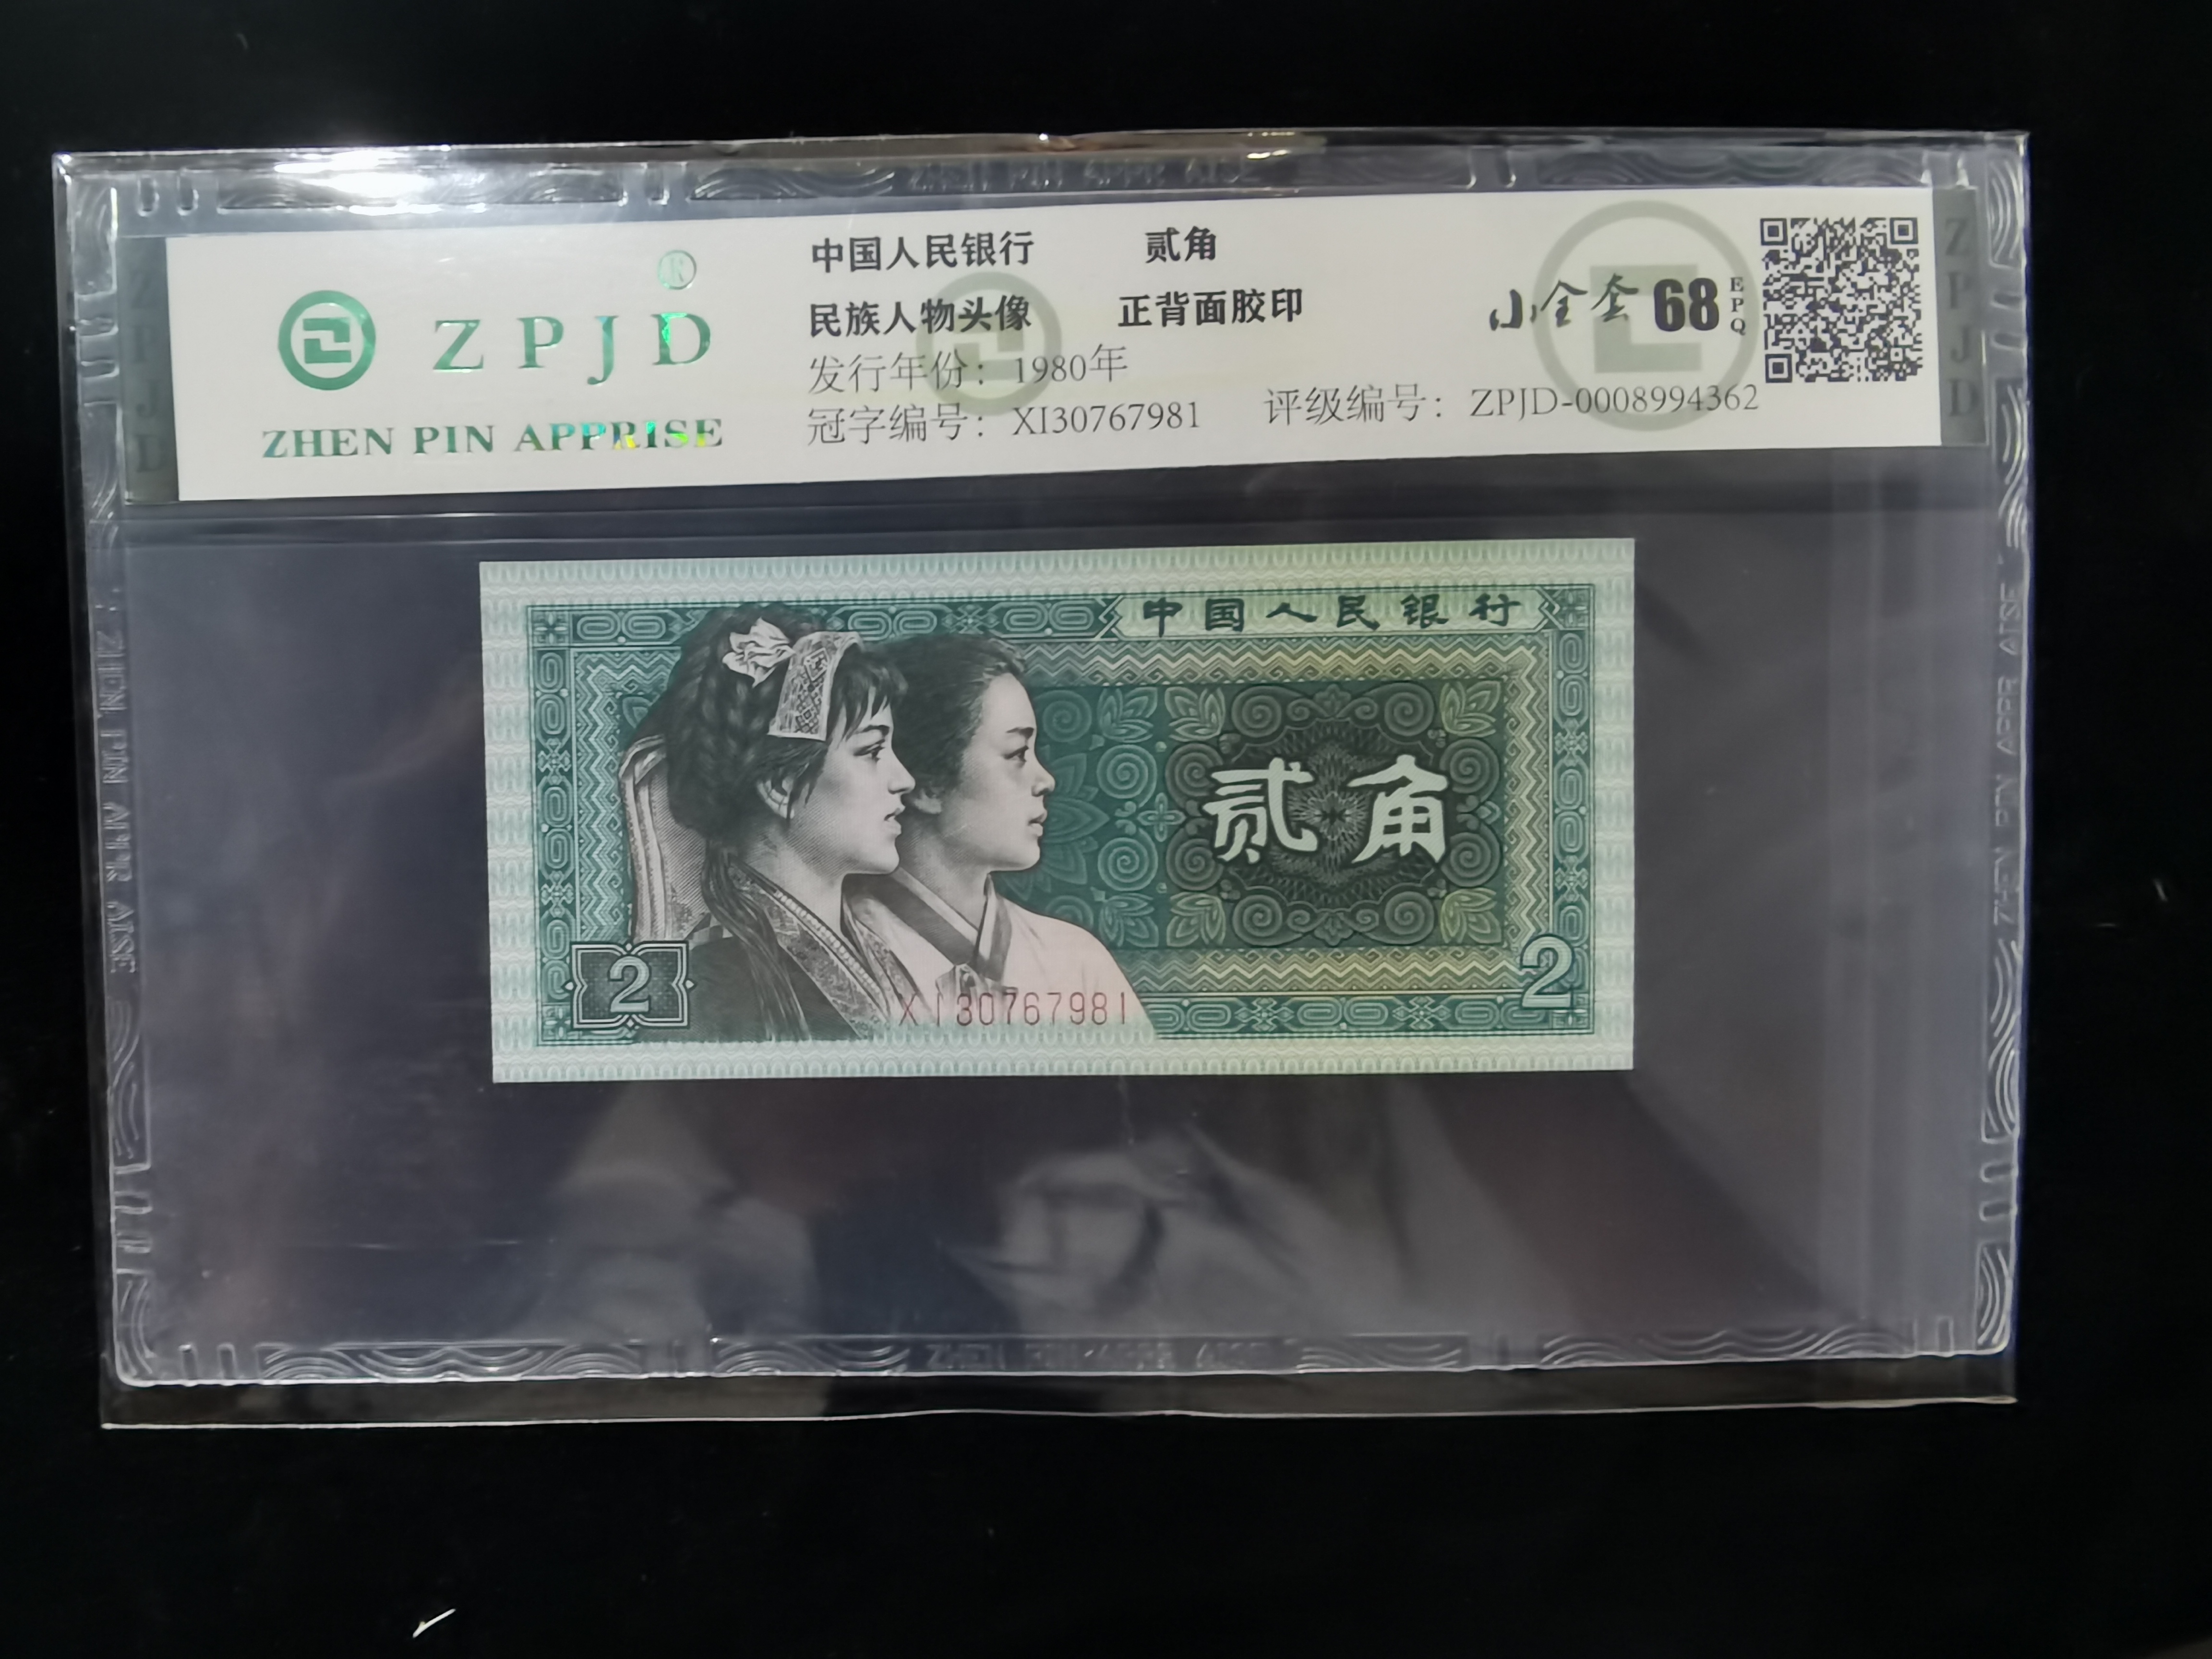 ® ZPJD
ZHEN PIN APPRISE
中国人民银行 贰角
民族人物头像 正背面胶印
发行年份：1980年
冠字编号：XI30767981 评级编号：ZPJD-0008994362
小全套 68 EPQ
ZPJD
中国人民银行
贰角
2
XI30767981
2